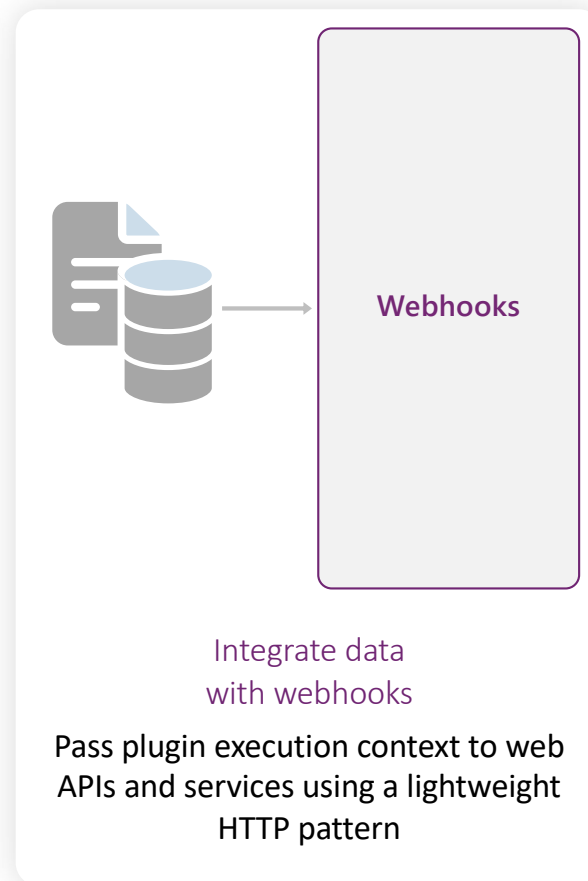 Webhooks
Integrate data
with webhooks
Pass plugin execution context to web
APIs and services using a lightweight
HTTP pattern